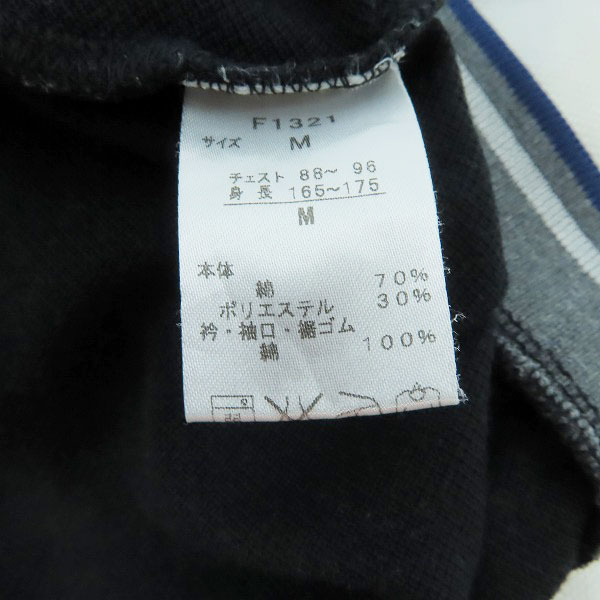 F1321
サイズ M
チェスト 88～ 96
身長 165～175
M
本体
綿 70%
ポリエステル 30%
衿・袖口・裾ゴム
綿 100%
弱